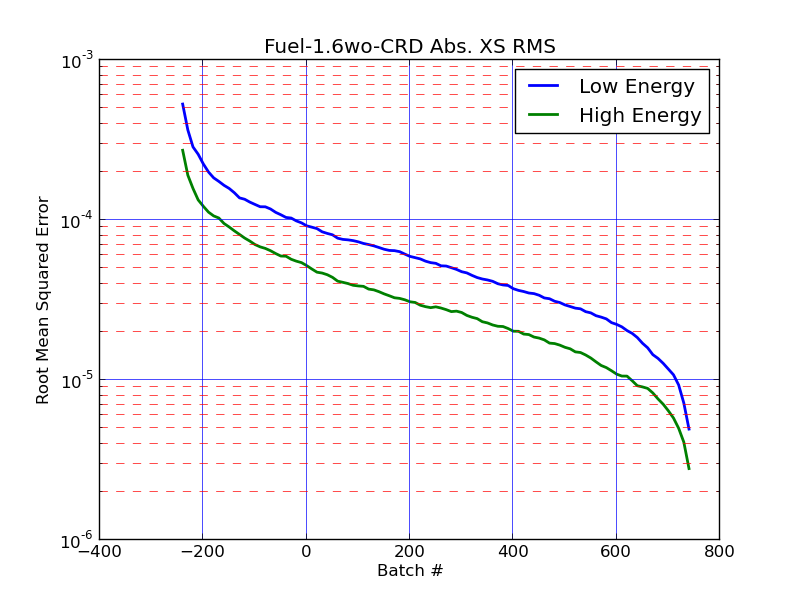 Fuel-1.6wo-CRD Abs. XS RMS
Low Energy
High Energy
10^-3
10^-4
10^-5
10^-6
Root Mean Squared Error
−400 −200 0 200 400 600 800
Batch #